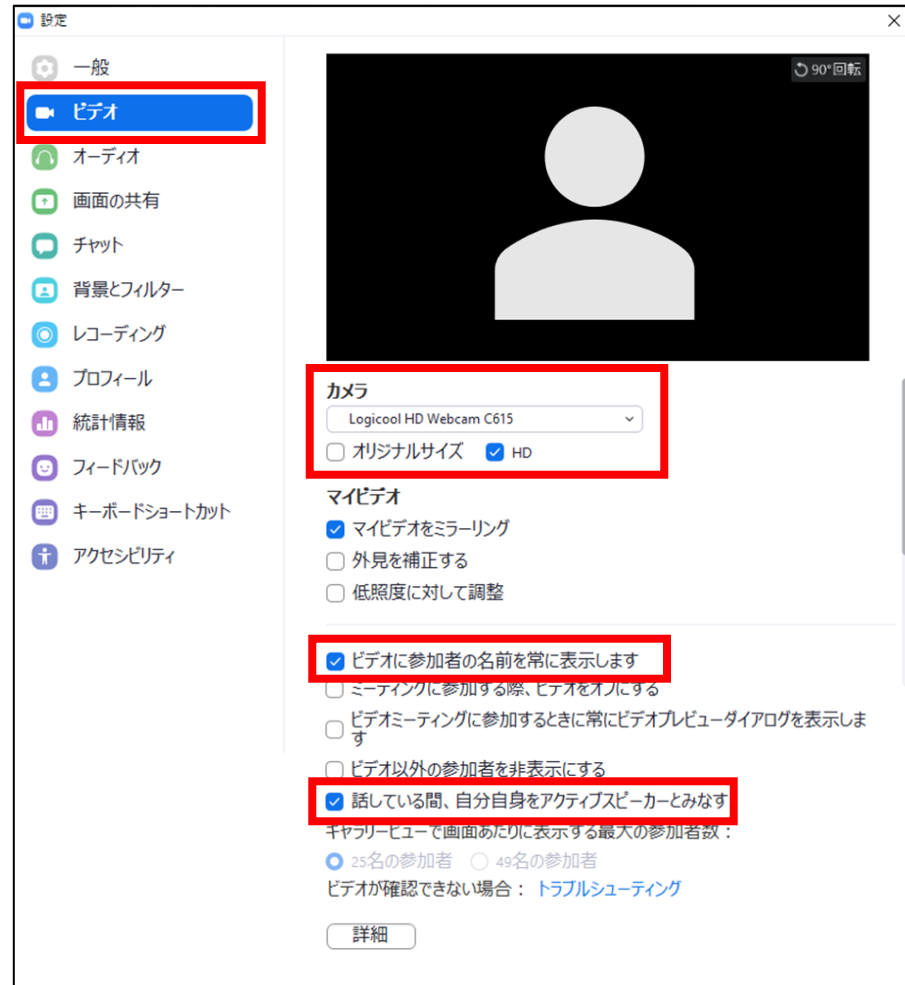 設定
一般
ビデオ
オーディオ
画面の共有
チャット
背景とフィルター
レコーディング
プロフィール
統計情報
フィードバック
キーボードショートカット
アクセシビリティ
90°回転
カメラ
Logicool HD Webcam C615
オリジナルサイズ HD
マイビデオ
マイビデオをミラーリング
外見を補正する
低照度に対して調整
ビデオに参加者の名前を常に表示します
ミーティングに参加する際、ビデオをオフにする
ビデオミーティングに参加するときに常にビデオプレビューダイアログを表示しま
す
ビデオ以外の参加者を非表示にする
話している間、自分自身をアクティブスピーカーとみなす
ギャラリービューで画面あたりに表示する最大の参加者数：
25名の参加者 49名の参加者
ビデオが確認できない場合： トラブルシューティング
詳細